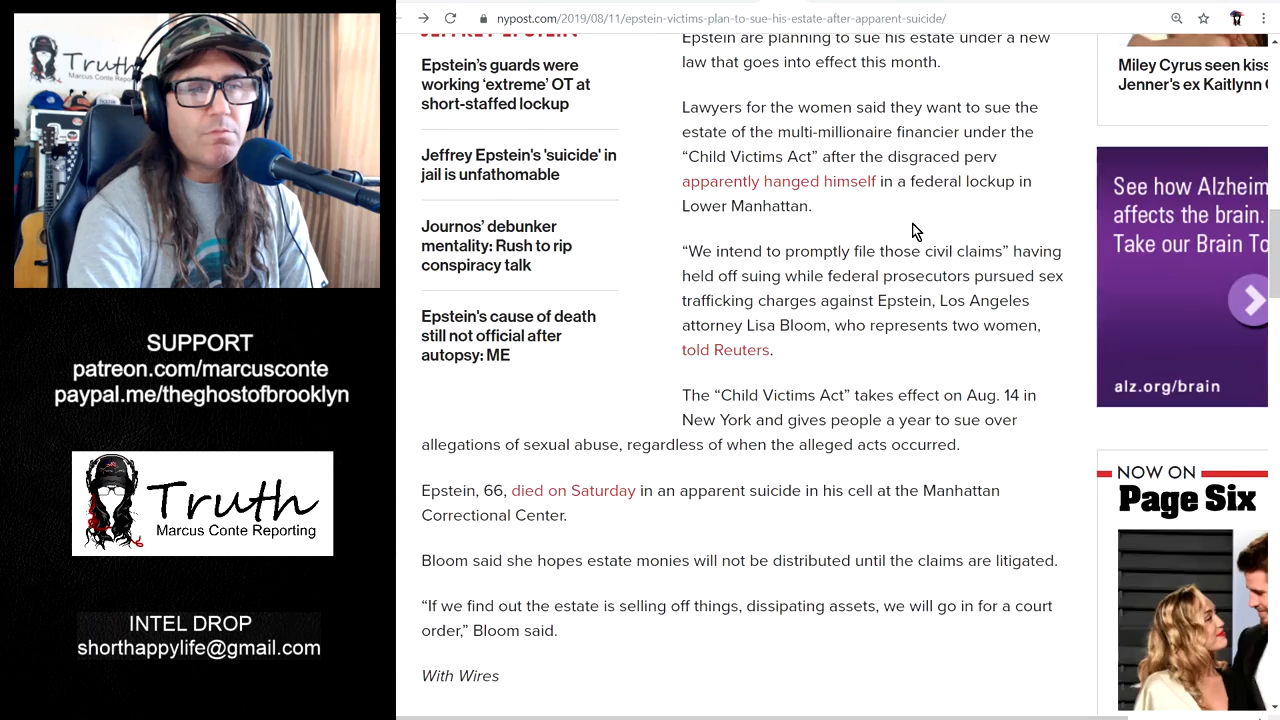 Truth
Marcus Conte Repor
SUPPORT
patreon.com/marcusconte
paypal.me/theghostofbrooklyn
Truth
Marcus Conte Reporting
INTEL DROP
shorthappylife@gmail.com
nypost.com/2019/08/11/epstein-victims-plan-to-sue-his-estate-after-apparent-suicide/
JEFFREY EPSTEIN
Epstein's guards were
working ‘extreme’ OT at
short-staffed lockup
Jeffrey Epstein's 'suicide' in
jail is unfathomable
Journos’ debunker
mentality: Rush to rip
conspiracy talk
Epstein's cause of death
still not official after
autopsy: ME
Epstein are planning to sue his estate under a new
law that goes into effect this month.
Lawyers for the women said they want to sue the
estate of the multi-millionaire financier under the
“Child Victims Act” after the disgraced perv
apparently hanged himself in a federal lockup in
Lower Manhattan.
“We intend to promptly file those civil claims” having
held off suing while federal prosecutors pursued sex
trafficking charges against Epstein, Los Angeles
attorney Lisa Bloom, who represents two women,
told Reuters.
The “Child Victims Act” takes effect on Aug. 14 in
New York and gives people a year to sue over
allegations of sexual abuse, regardless of when the alleged acts occurred.
Epstein, 66, died on Saturday in an apparent suicide in his cell at the Manhattan
Correctional Center.
Bloom said she hopes estate monies will not be distributed until the claims are litigated.
“If we find out the estate is selling off things, dissipating assets, we will go in for a court
order,” Bloom said.
With Wires
Miley Cyrus seen kiss
Jenner's ex Kaitlynn
See how Alzheim
affects the brain.
Take our Brain To
alz.org/brain
NOW ON
Page Six